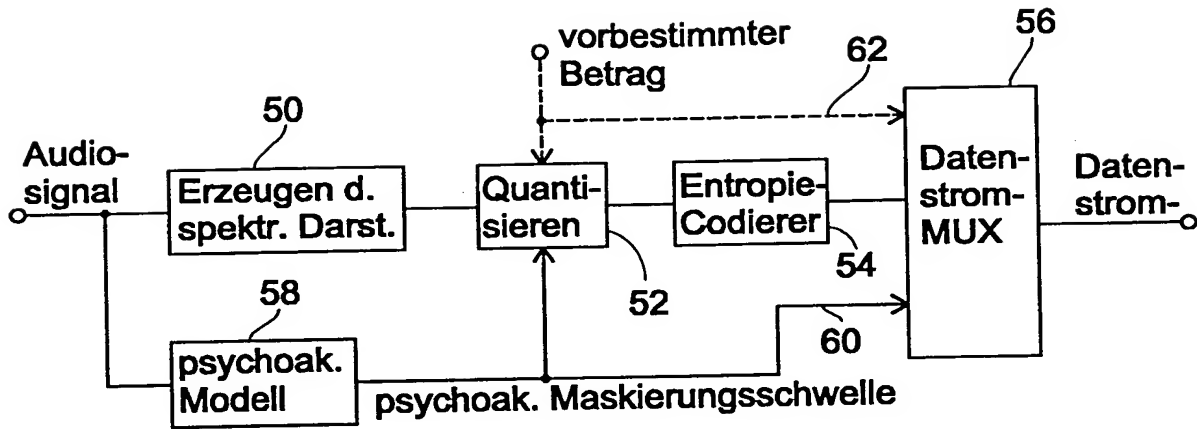 vorbestimmter
Betrag
62
56
50
Audio-
signal
Erzeugen d.
spektr. Darst.
Quanti-
sieren
Entropie-
Codierer
Daten-
strom-
MUX
Daten-
strom-
52
54
58
psychoak.
Modell
60
psychoak. Maskierungsschwelle